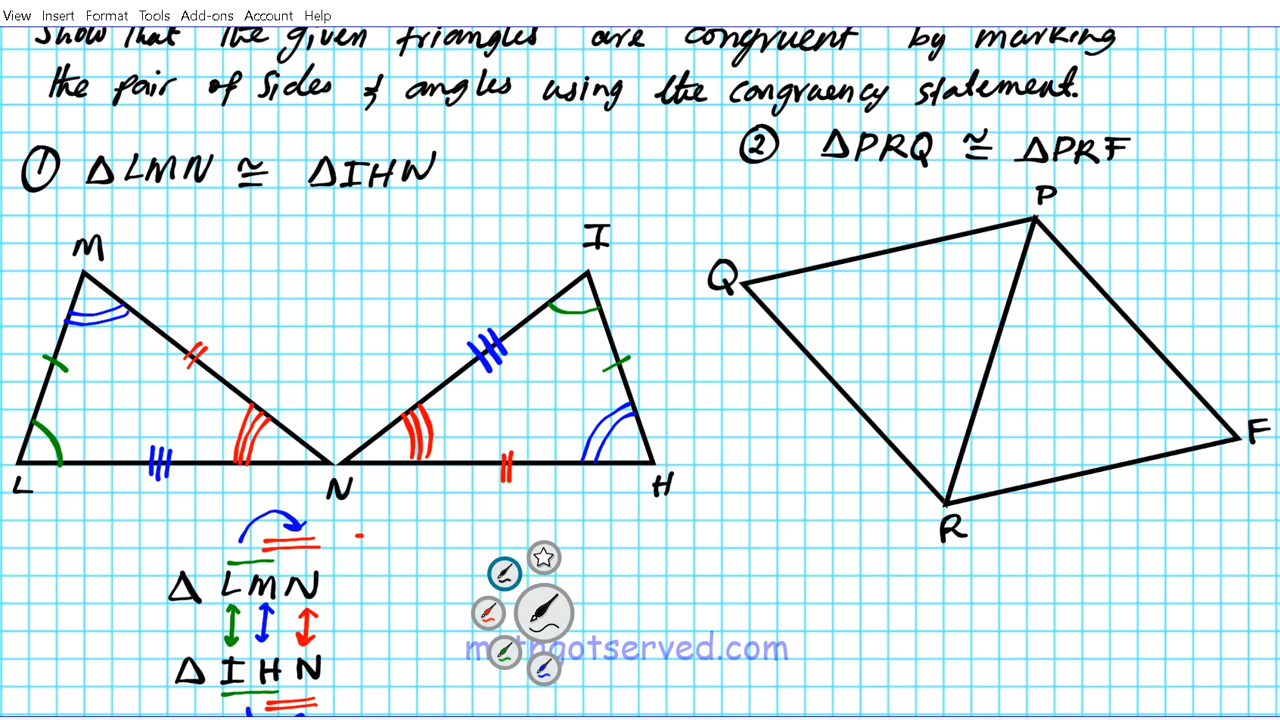 View Insert Format Tools Add-ons Account Help
Show that the given triangles are congruent by marking
the pair of sides & angles using the congruency statement.
① ΔLMN ≅ ΔIHN
② ΔPRQ ≅ ΔPRF
M
I
L
N
H
P
Q
F
R
Δ LMN
Δ IHN
mathgotserved.com